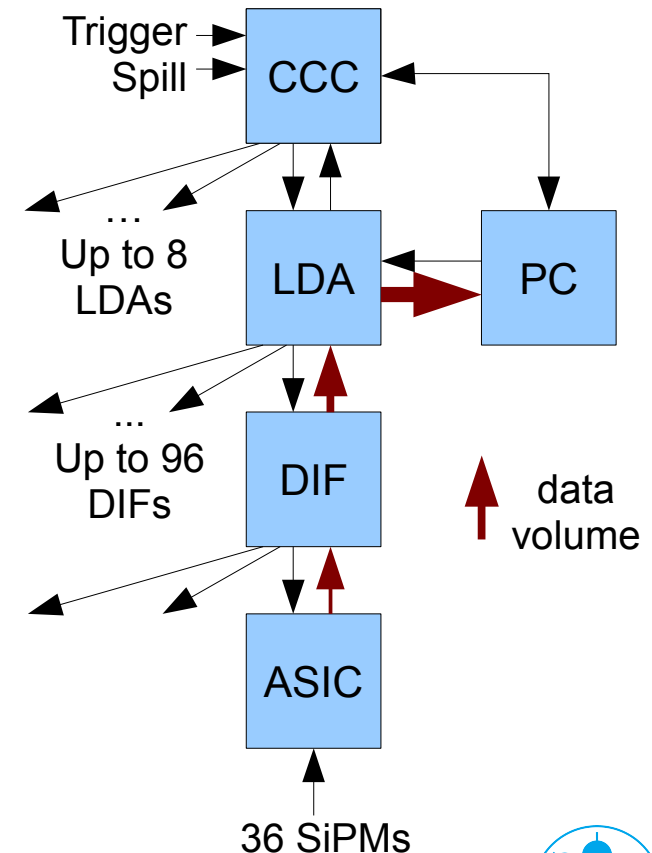 Trigger
Spill
CCC
…
Up to 8
LDAs
LDA
PC
...
Up to 96
DIFs
DIF
data
volume
ASIC
36 SiPMs